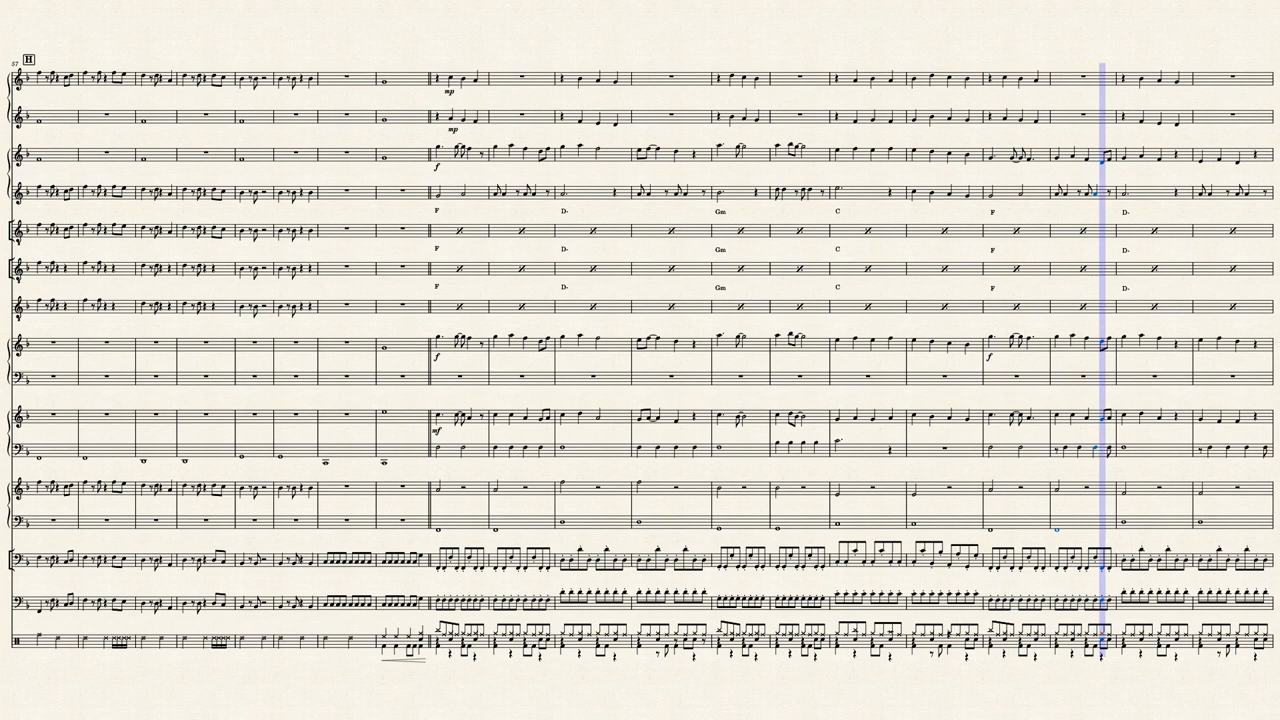 57 H
mp
mp
f
F D- Gm C F D-
F D- Gm C F D-
F D- Gm C F D-
f f
mf